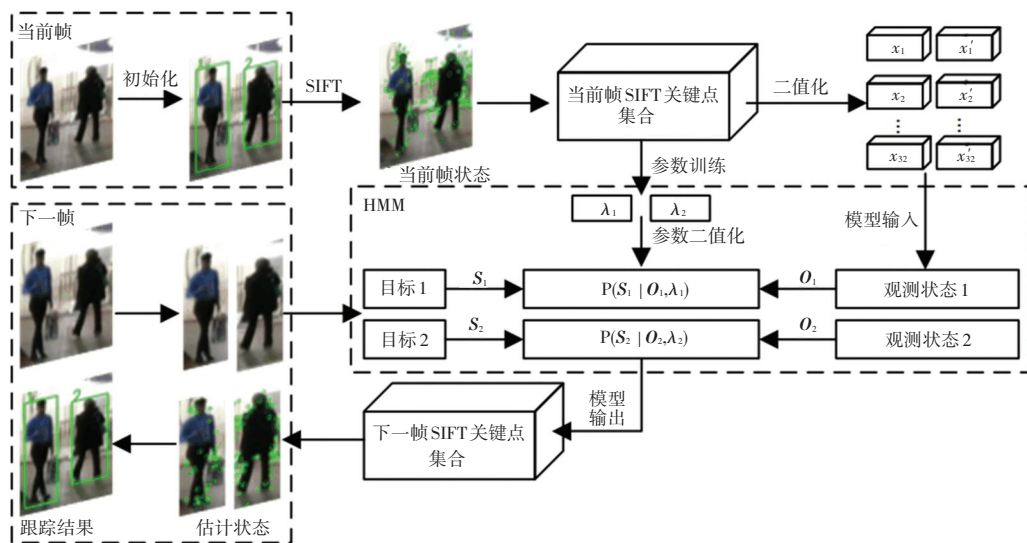 当前帧
初始化
1 2
SIFT
当前帧状态
当前帧SIFT关键点
集合
二值化
x₁ x₁′
x₂ x₂′
⋮ ⋮
x₃₂ x₃₂′
参数训练
模型输入
HMM
λ₁ λ₂
参数二值化
目标1
S₁
P(S₁ | O₁,λ₁)
O₁
观测状态1
目标2
S₂
P(S₂ | O₂,λ₂)
O₂
观测状态2
模型
输出
下一帧SIFT关键点
集合
下一帧
1 2
估计状态
跟踪结果